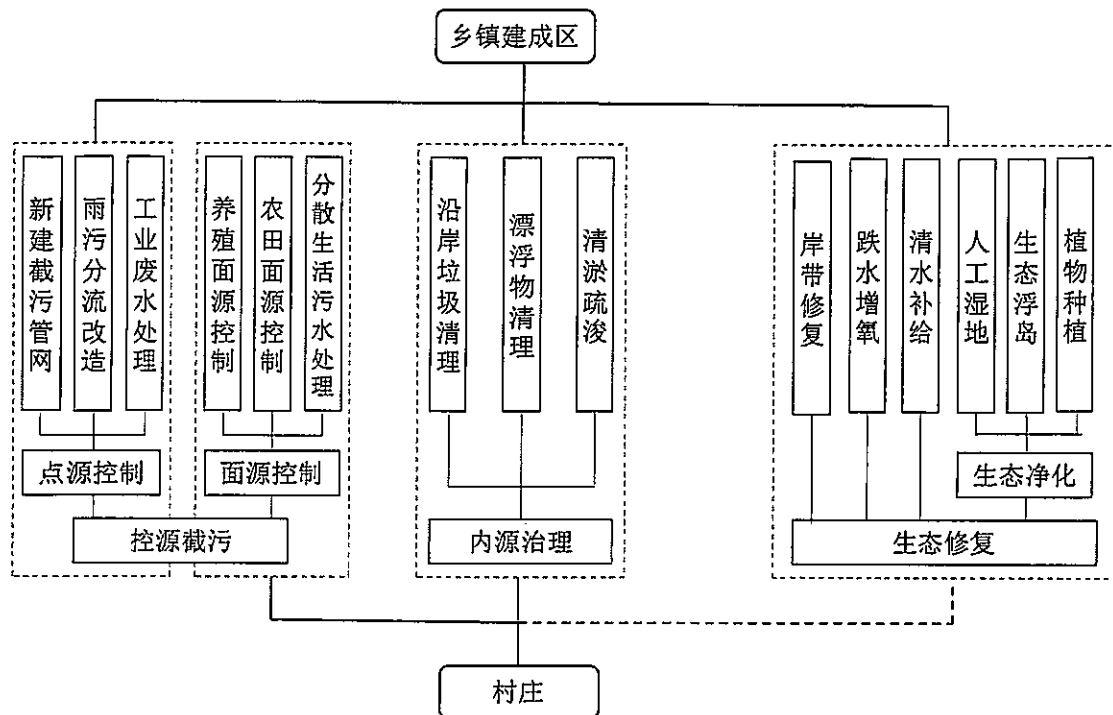 乡镇建成区
新建截污管网
雨污分流改造
工业废水处理
养殖面源控制
农田面源控制
分散生活污水处理
沿岸垃圾清理
漂浮物清理
清淤疏浚
岸带修复
跌水增氧
清水补给
人工湿地
生态浮岛
植物种植
点源控制
面源控制
生态净化
控源截污
内源治理
生态修复
村庄